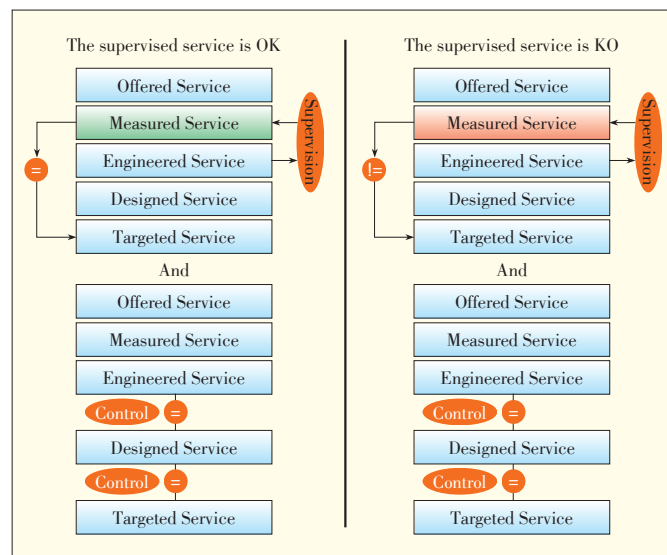 The supervised service is OK
Offered Service
Measured Service
Supervision
=
Engineered Service
Designed Service
Targeted Service
And
Offered Service
Measured Service
Engineered Service
Control =
Designed Service
Control =
Targeted Service
The supervised service is KO
Offered Service
Measured Service
Supervision
!=
Engineered Service
Designed Service
Targeted Service
And
Offered Service
Measured Service
Engineered Service
Control =
Designed Service
Control =
Targeted Service